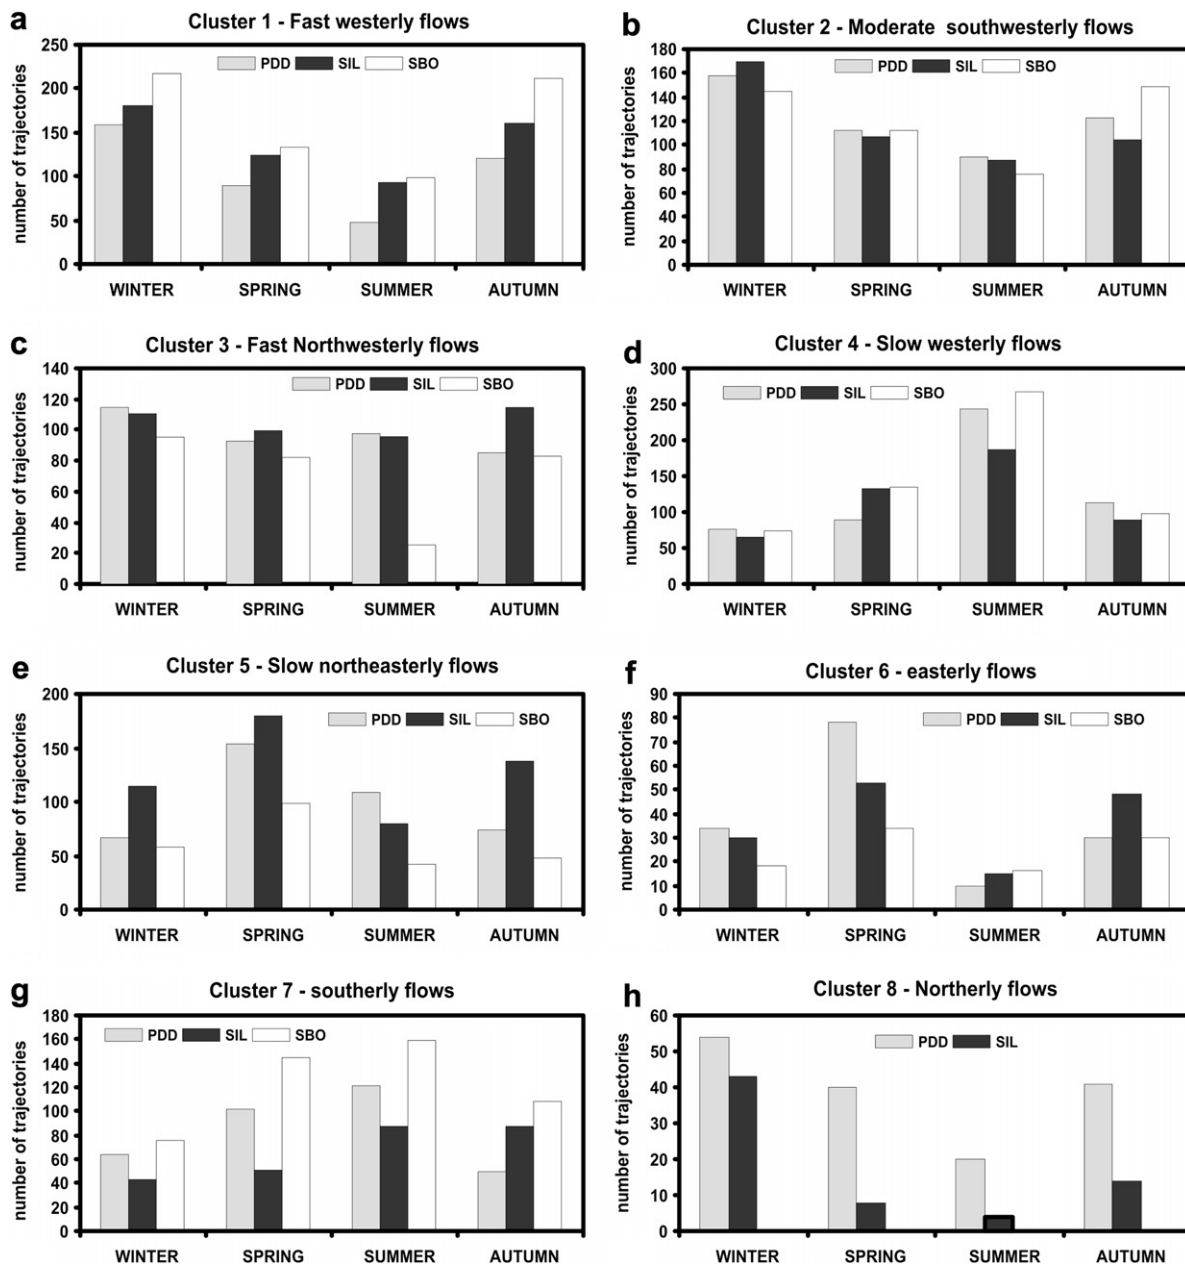 a
Cluster 1 - Fast westerly flows
number of trajectories
250
200
150
100
50
0
PDD SIL SBO
WINTER SPRING SUMMER AUTUMN
b
Cluster 2 - Moderate southwesterly flows
number of trajectories
180
160
140
120
100
80
60
40
20
0
PDD SIL SBO
WINTER SPRING SUMMER AUTUMN
c
Cluster 3 - Fast Northwesterly flows
number of trajectories
140
120
100
80
60
40
20
0
PDD SIL SBO
WINTER SPRING SUMMER AUTUMN
d
Cluster 4 - Slow westerly flows
number of trajectories
300
250
200
150
100
50
0
PDD SIL SBO
WINTER SPRING SUMMER AUTUMN
e
Cluster 5 - Slow northeasterly flows
number of trajectories
200
150
100
50
0
PDD SIL SBO
WINTER SPRING SUMMER AUTUMN
f
Cluster 6 - easterly flows
number of trajectories
90
80
70
60
50
40
30
20
10
0
PDD SIL SBO
WINTER SPRING SUMMER AUTUMN
g
Cluster 7 - southerly flows
number of trajectories
180
160
140
120
100
80
60
40
20
0
PDD SIL SBO
WINTER SPRING SUMMER AUTUMN
h
Cluster 8 - Northerly flows
number of trajectories
60
50
40
30
20
10
0
PDD SIL
WINTER SPRING SUMMER AUTUMN